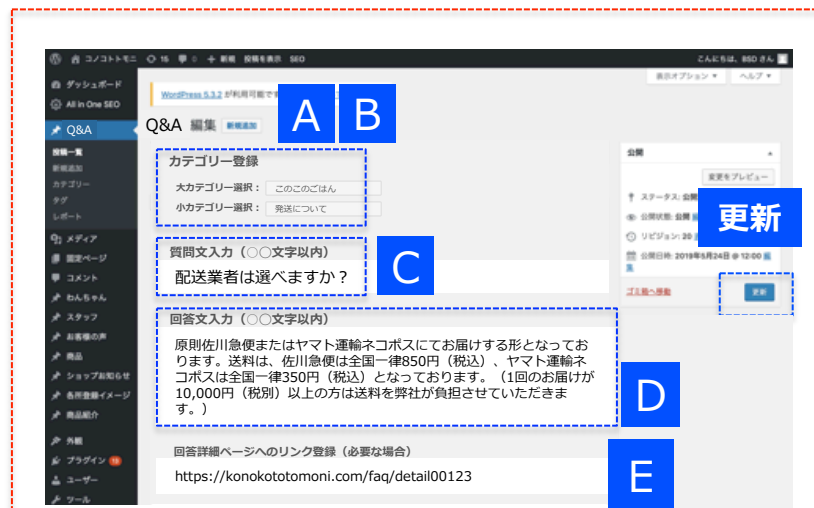 コノコトトモニ 15 0 + 新規 投稿を表示 SEO こんにちは、BSD さん
表示オプション ▼ ヘルプ ▼
ダッシュボード
All in One SEO
Q&A
投稿一覧
新規追加
カテゴリー
タグ
レポート
メディア
固定ページ
コメント
わんちゃん
スタッフ
お客様の声
商品
ショップお知らせ
各所登録イメージ
商品紹介
外観
プラグイン
ユーザー
ツール
WordPress 5.3.2 が利用可能です
Q&A 編集 新規追加
A B
カテゴリー登録
大カテゴリー選択： このこのごはん
小カテゴリー選択： 発送について
質問文入力（○○文字以内）
配送業者は選べますか？
C
回答文入力（○○文字以内）
原則佐川急便またはヤマト運輸ネコポスにてお届けする形となってお
ります。送料は、佐川急便は全国一律850円（税込）、ヤマト運輸ネ
コポスは全国一律350円（税込）となっております。（1回のお届けが
10,000円（税別）以上の方は送料を弊社が負担させていただきま
す。）
D
回答詳細ページへのリンク登録（必要な場合）
https://konokototomoni.com/faq/detail00123
E
公開
変更をプレビュー
ステータス: 公開
公開状態: 公開
リビジョン: 20
公開日時: 2019年5月24日 @ 12:00 編
集
ゴミ箱へ移動 更新
更新